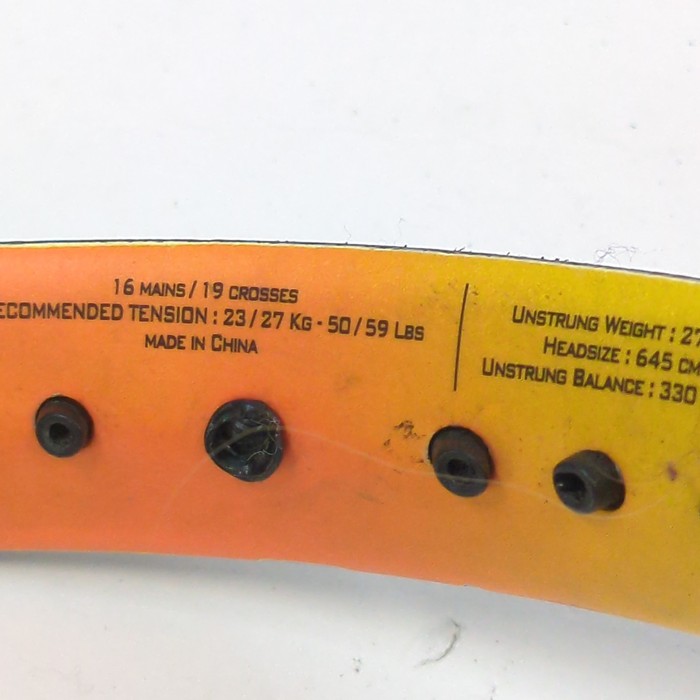 16 MAINS / 19 CROSSES
ECOMMENDED TENSION : 23 / 27 KG - 50 / 59 LBS
MADE IN CHINA
UNSTRUNG WEIGHT : 27
HEADSIZE : 645 CM
UNSTRUNG BALANCE : 330